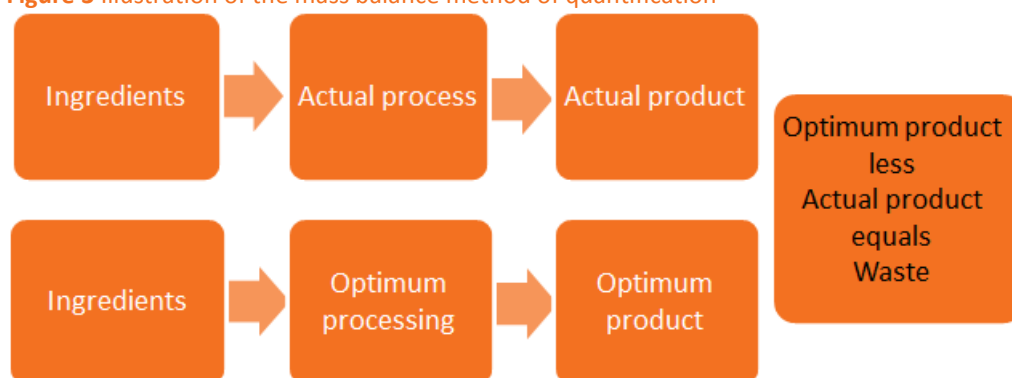 Figure Illustration of the mass balance method of quantification
Ingredients
Actual process
Actual product
Ingredients
Optimum
processing
Optimum
product
Optimum product
less
Actual product
equals
Waste